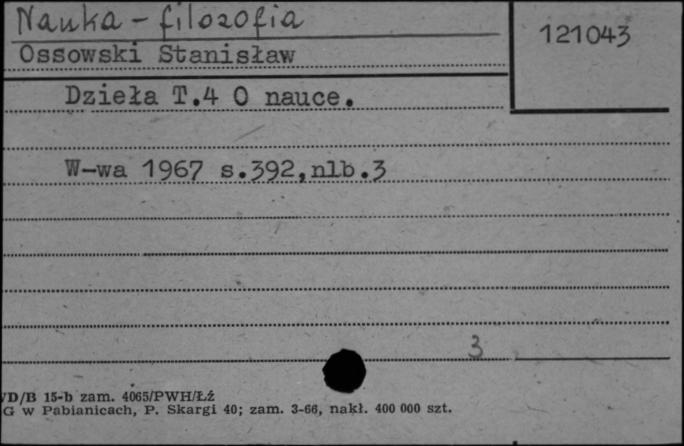 Nauka - filozofia
121043
Ossowski Stanisław
Dzieła T.4 O nauce.
W-wa 1967 s.392,nlb.3
3
WD/B 15-b zam. 4065/PWH/Łź
G w Pabianicach, P. Skargi 40; zam. 3-66, nakł. 400 000 szt.